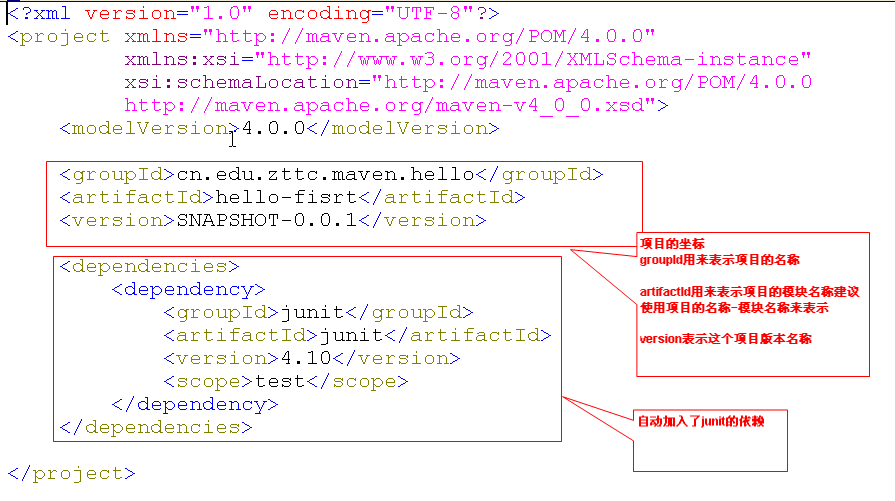 <?xml version="1.0" encoding="UTF-8"?>
<project xmlns="http://maven.apache.org/POM/4.0.0"
xmlns:xsi="http://www.w3.org/2001/XMLSchema-instance"
xsi:schemaLocation="http://maven.apache.org/POM/4.0.0
http://maven.apache.org/maven-v4_0_0.xsd">
<modelVersion>4.0.0</modelVersion>
<groupId>cn.edu.zttc.maven.hello</groupId>
<artifactId>hello-fisrt</artifactId>
<version>SNAPSHOT-0.0.1</version>
项目的坐标
groupId用来表示项目的名称
artifactId用来表示项目的模块名称建议
使用项目的名称-模块名称来表示
version表示这个项目版本名称
<dependencies>
<dependency>
<groupId>junit</groupId>
<artifactId>junit</artifactId>
<version>4.10</version>
<scope>test</scope>
</dependency>
</dependencies>
自动加入了junit的依赖
</project>